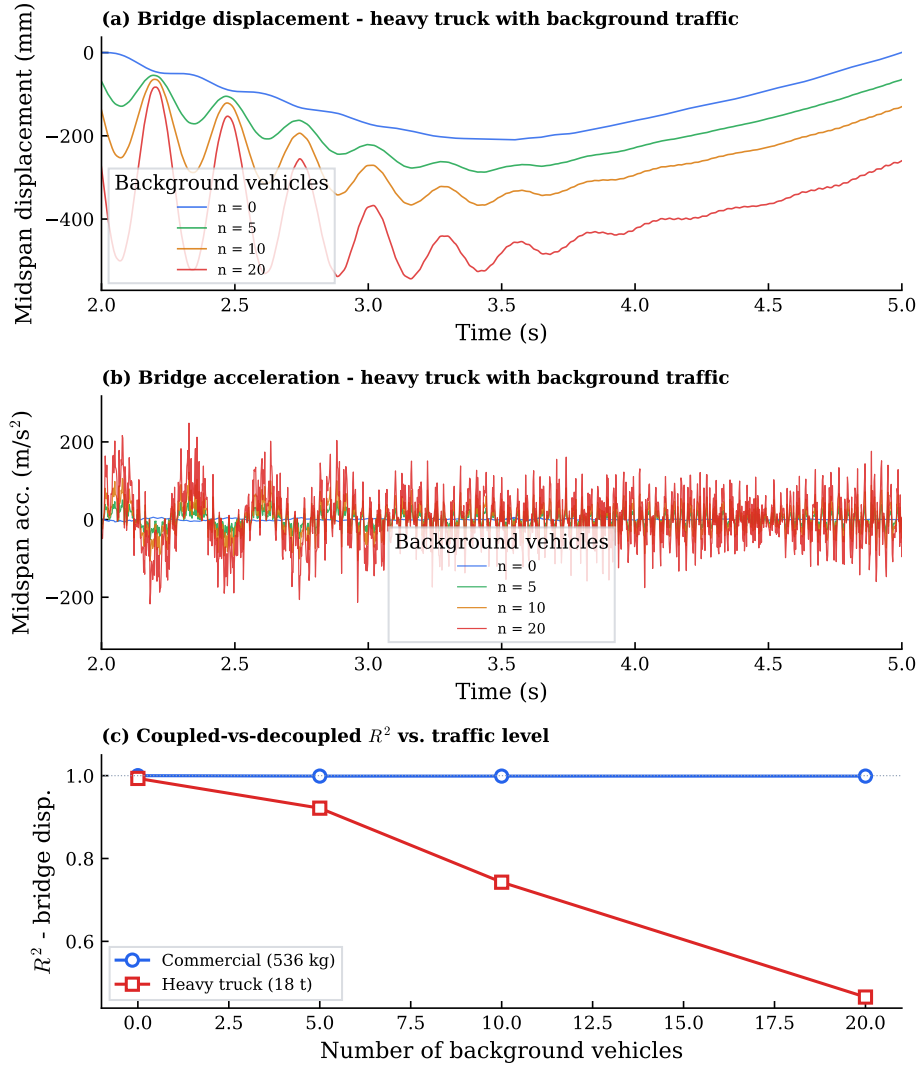 (a) Bridge displacement - heavy truck with background traffic
Midspan displacement (mm)
0
−200
−400
Background vehicles
n = 0
n = 5
n = 10
n = 20
2.0 2.5 3.0 3.5 4.0 4.5 5.0
Time (s)
(b) Bridge acceleration - heavy truck with background traffic
Midspan acc. (m/s²)
200
0
−200
Background vehicles
n = 0
n = 5
n = 10
n = 20
2.0 2.5 3.0 3.5 4.0 4.5 5.0
Time (s)
(c) Coupled-vs-decoupled R² vs. traffic level
R² - bridge disp.
1.0
0.8
0.6
Commercial (536 kg)
Heavy truck (18 t)
0.0 2.5 5.0 7.5 10.0 12.5 15.0 17.5 20.0
Number of background vehicles